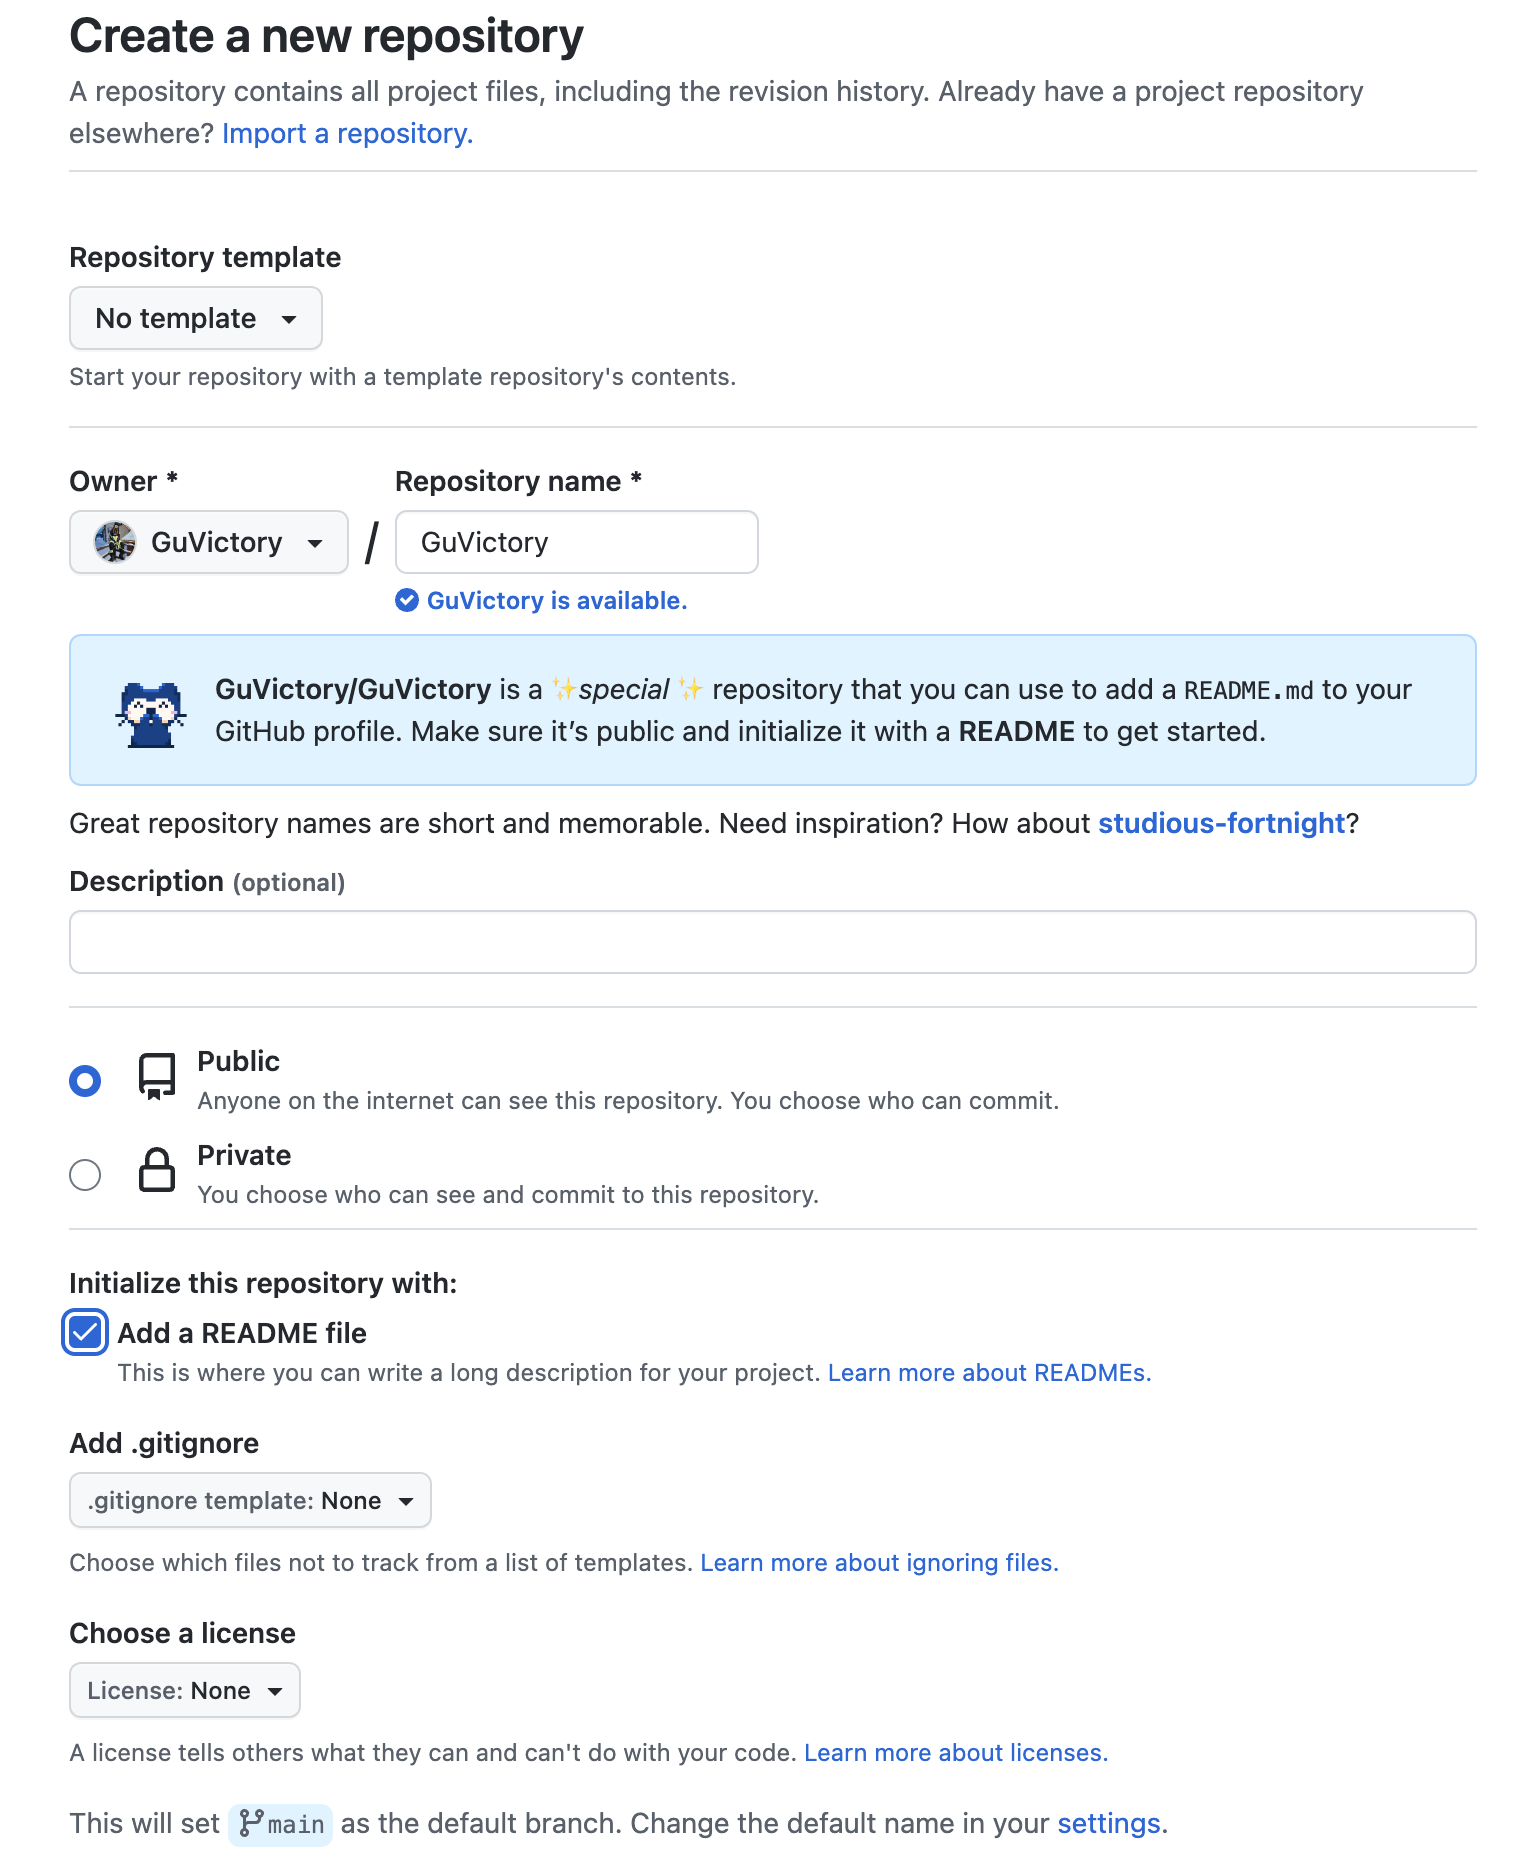 Create a new repository
A repository contains all project files, including the revision history. Already have a project repository
elsewhere? Import a repository.
Repository template
No template
Start your repository with a template repository's contents.
Owner *
Repository name *
GuVictory
/
GuVictory
GuVictory is available.
GuVictory/GuVictory is a ✨special ✨ repository that you can use to add a README.md to your
GitHub profile. Make sure it’s public and initialize it with a README to get started.
Great repository names are short and memorable. Need inspiration? How about studious-fortnight?
Description (optional)
Public
Anyone on the internet can see this repository. You choose who can commit.
Private
You choose who can see and commit to this repository.
Initialize this repository with:
Add a README file
This is where you can write a long description for your project. Learn more about READMEs.
Add .gitignore
.gitignore template: None
Choose which files not to track from a list of templates. Learn more about ignoring files.
Choose a license
License: None
A license tells others what they can and can't do with your code. Learn more about licenses.
This will set main as the default branch. Change the default name in your settings.